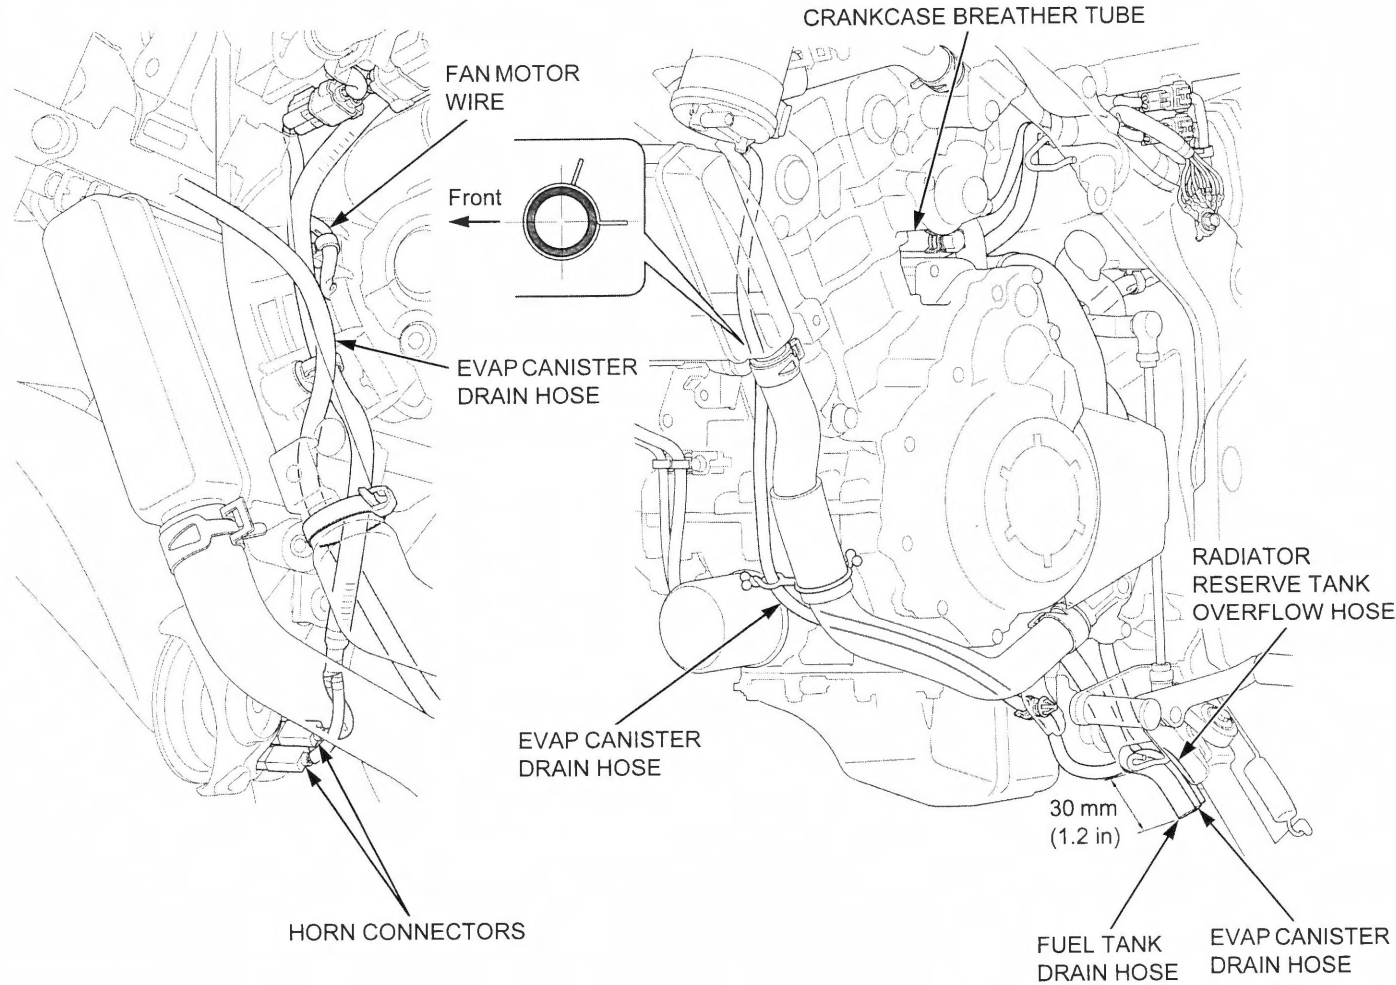 CRANKCASE BREATHER TUBE
FAN MOTOR
WIRE
Front
EVAP CANISTER
DRAIN HOSE
RADIATOR
RESERVE TANK
OVERFLOW HOSE
EVAP CANISTER
DRAIN HOSE
30 mm
(1.2 in)
HORN CONNECTORS
FUEL TANK
DRAIN HOSE
EVAP CANISTER
DRAIN HOSE